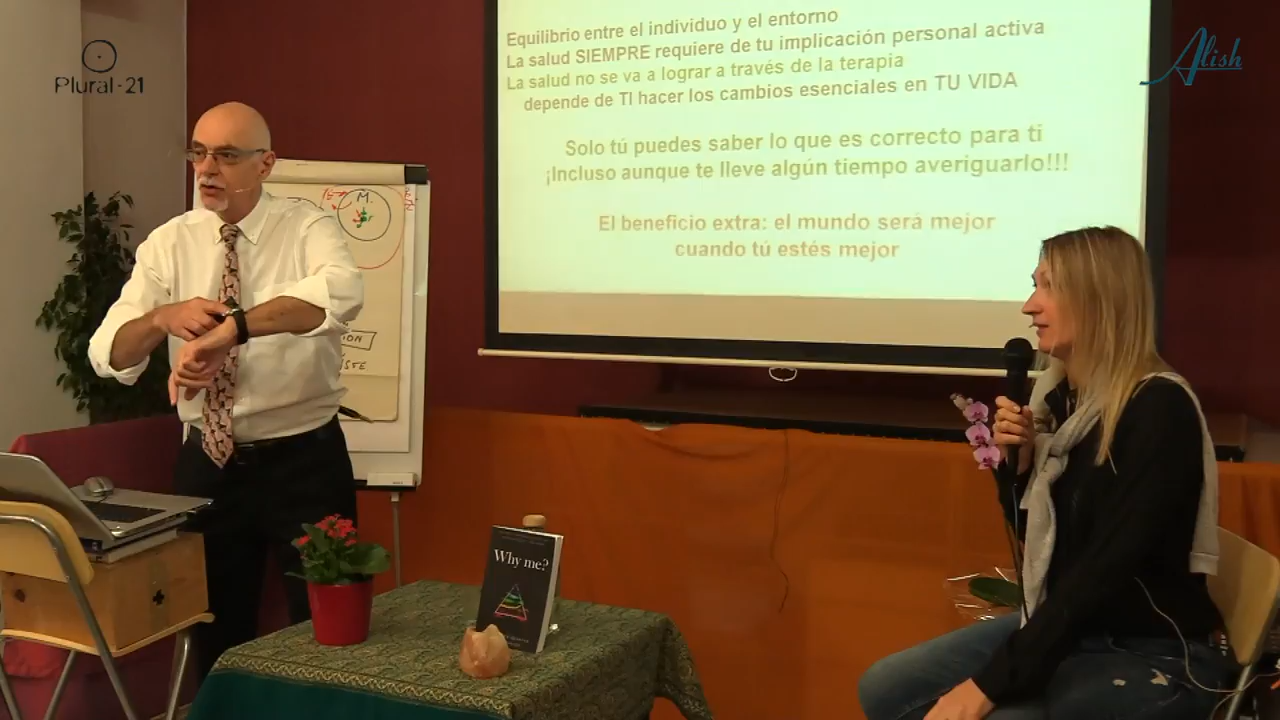 Plural-21
Alish
Equilibrio entre el individuo y el entorno
La salud SIEMPRE requiere de tu implicación personal activa
La salud no se va a lograr a través de la terapia
depende de TI hacer los cambios esenciales en TU VIDA
Solo tú puedes saber lo que es correcto para tí
¡Incluso aunque te lleve algún tiempo averiguarlo!!!
El beneficio extra: el mundo será mejor
cuando tú estés mejor
M.
Why me?